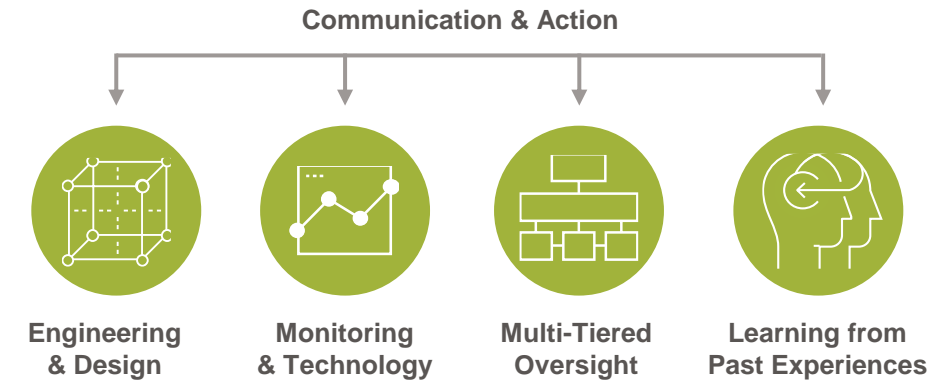 Communication & Action
Engineering
& Design
Monitoring
& Technology
Multi-Tiered
Oversight
Learning from
Past Experiences